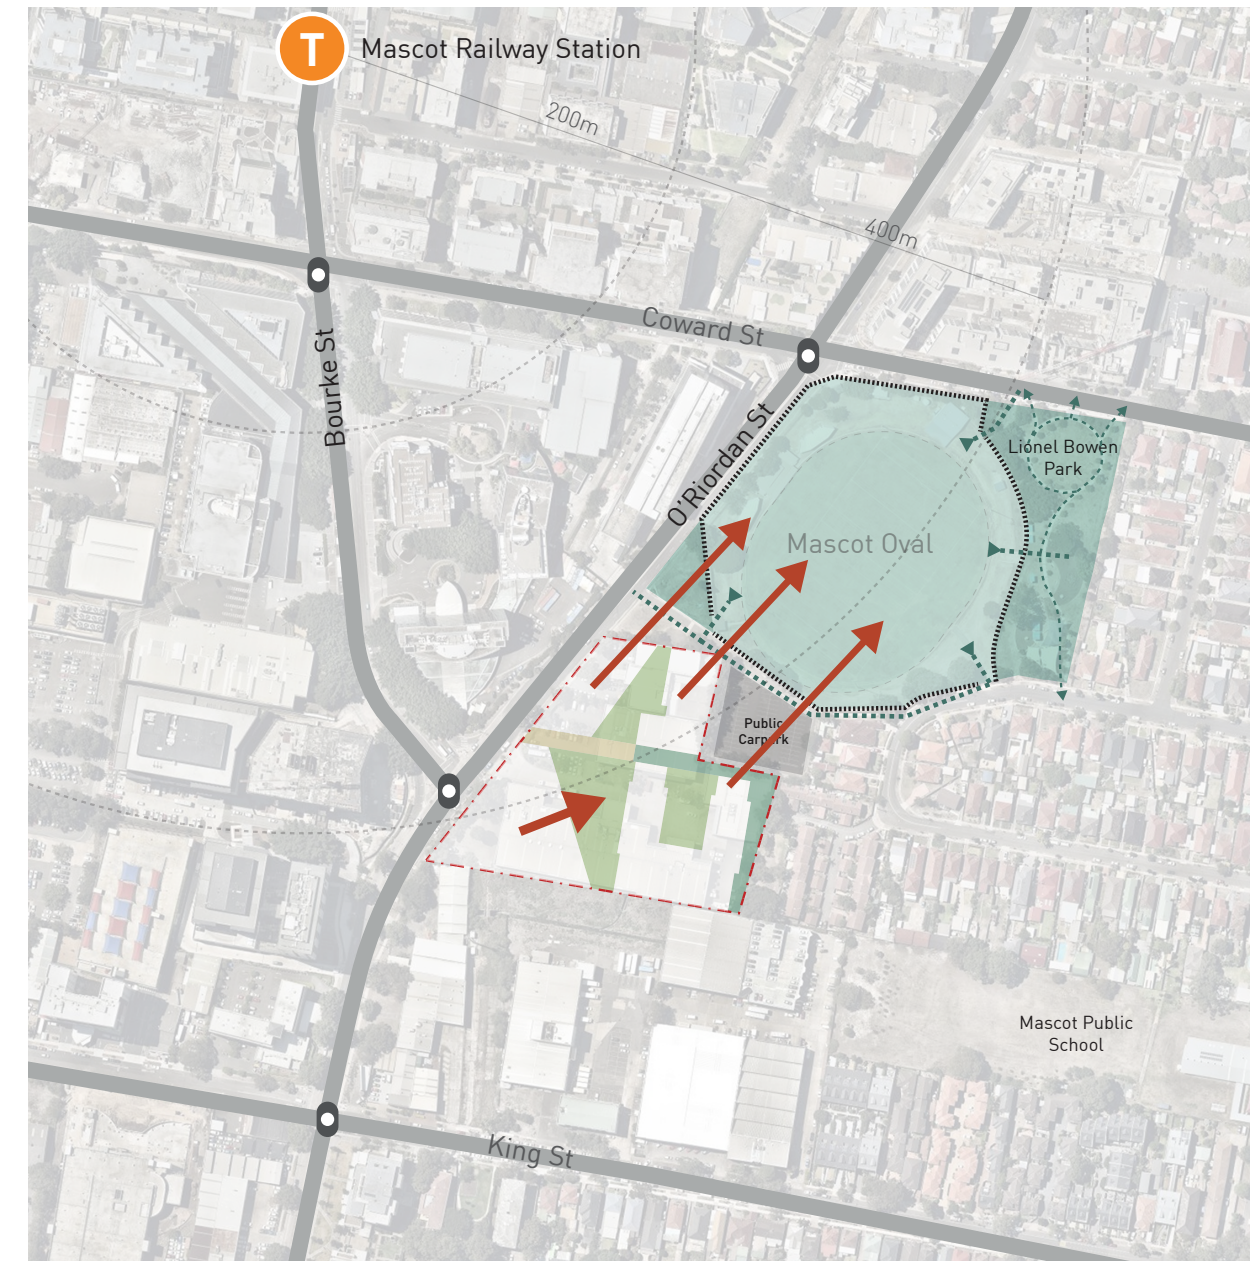 T
Mascot Railway Station
200m
400m
Coward St
Bourke St
O'Riordan St
Lionel Bowen
Park
Mascot Oval
Public
Carpark
Mascot Public
School
King St